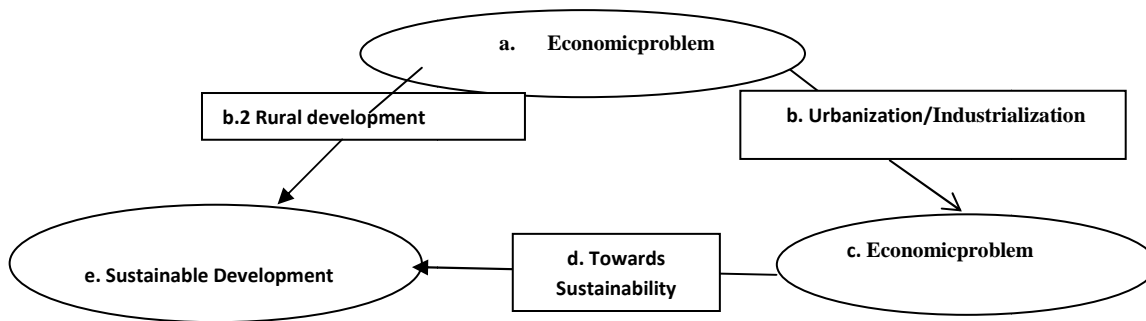 a. Economicproblem
b.2 Rural development
b. Urbanization/Industrialization
c. Economicproblem
d. Towards
Sustainability
e. Sustainable Development